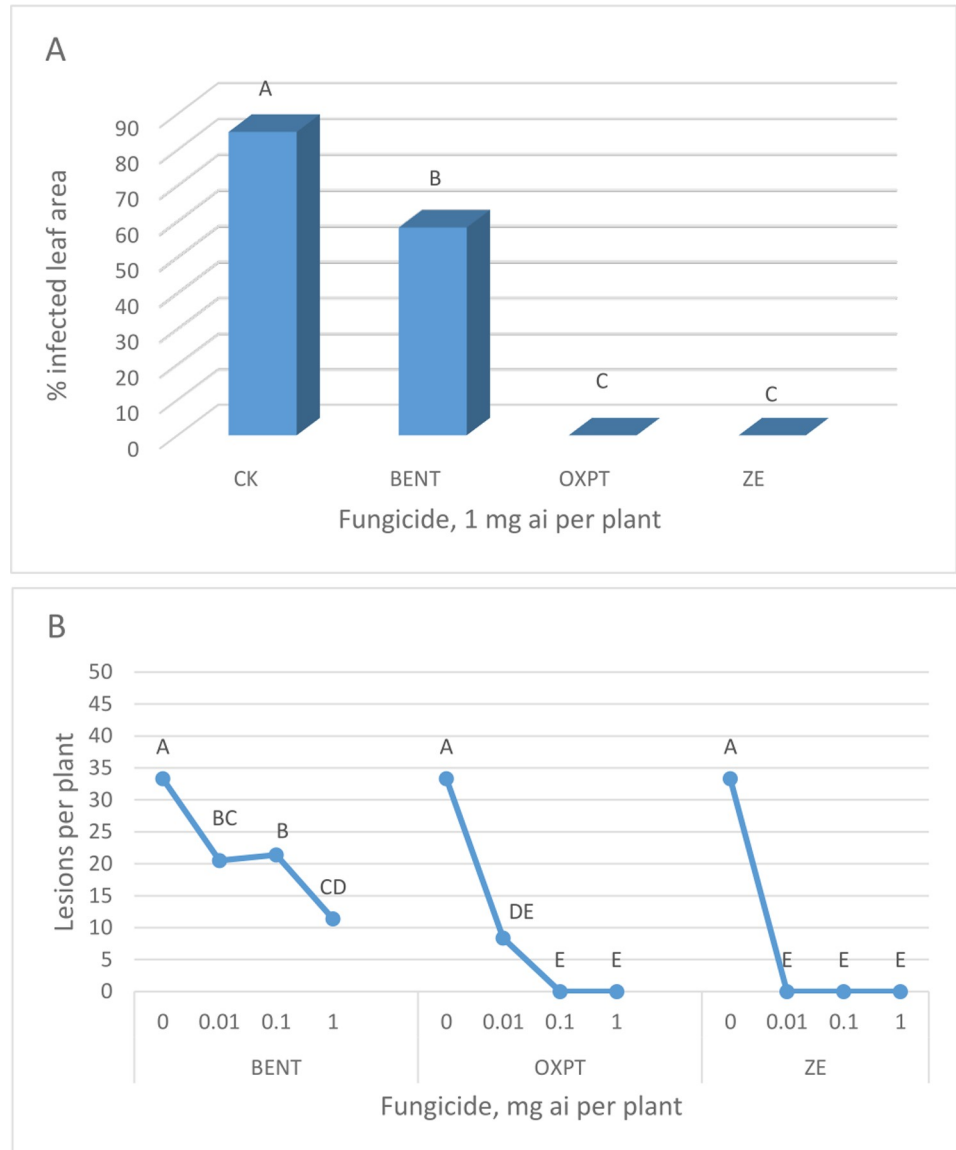 A
A
B
C
C
90
80
70
60
50
40
30
20
10
0
% infected leaf area
CK BENT OXPT ZE
Fungicide, 1 mg ai per plant
B
50
45
40
35
30
25
20
15
10
5
0
Lesions per plant
A BC B CD
A DE E E
A E E E
0 0.01 0.1 1 0 0.01 0.1 1 0 0.01 0.1 1
BENT OXPT ZE
Fungicide, mg ai per plant